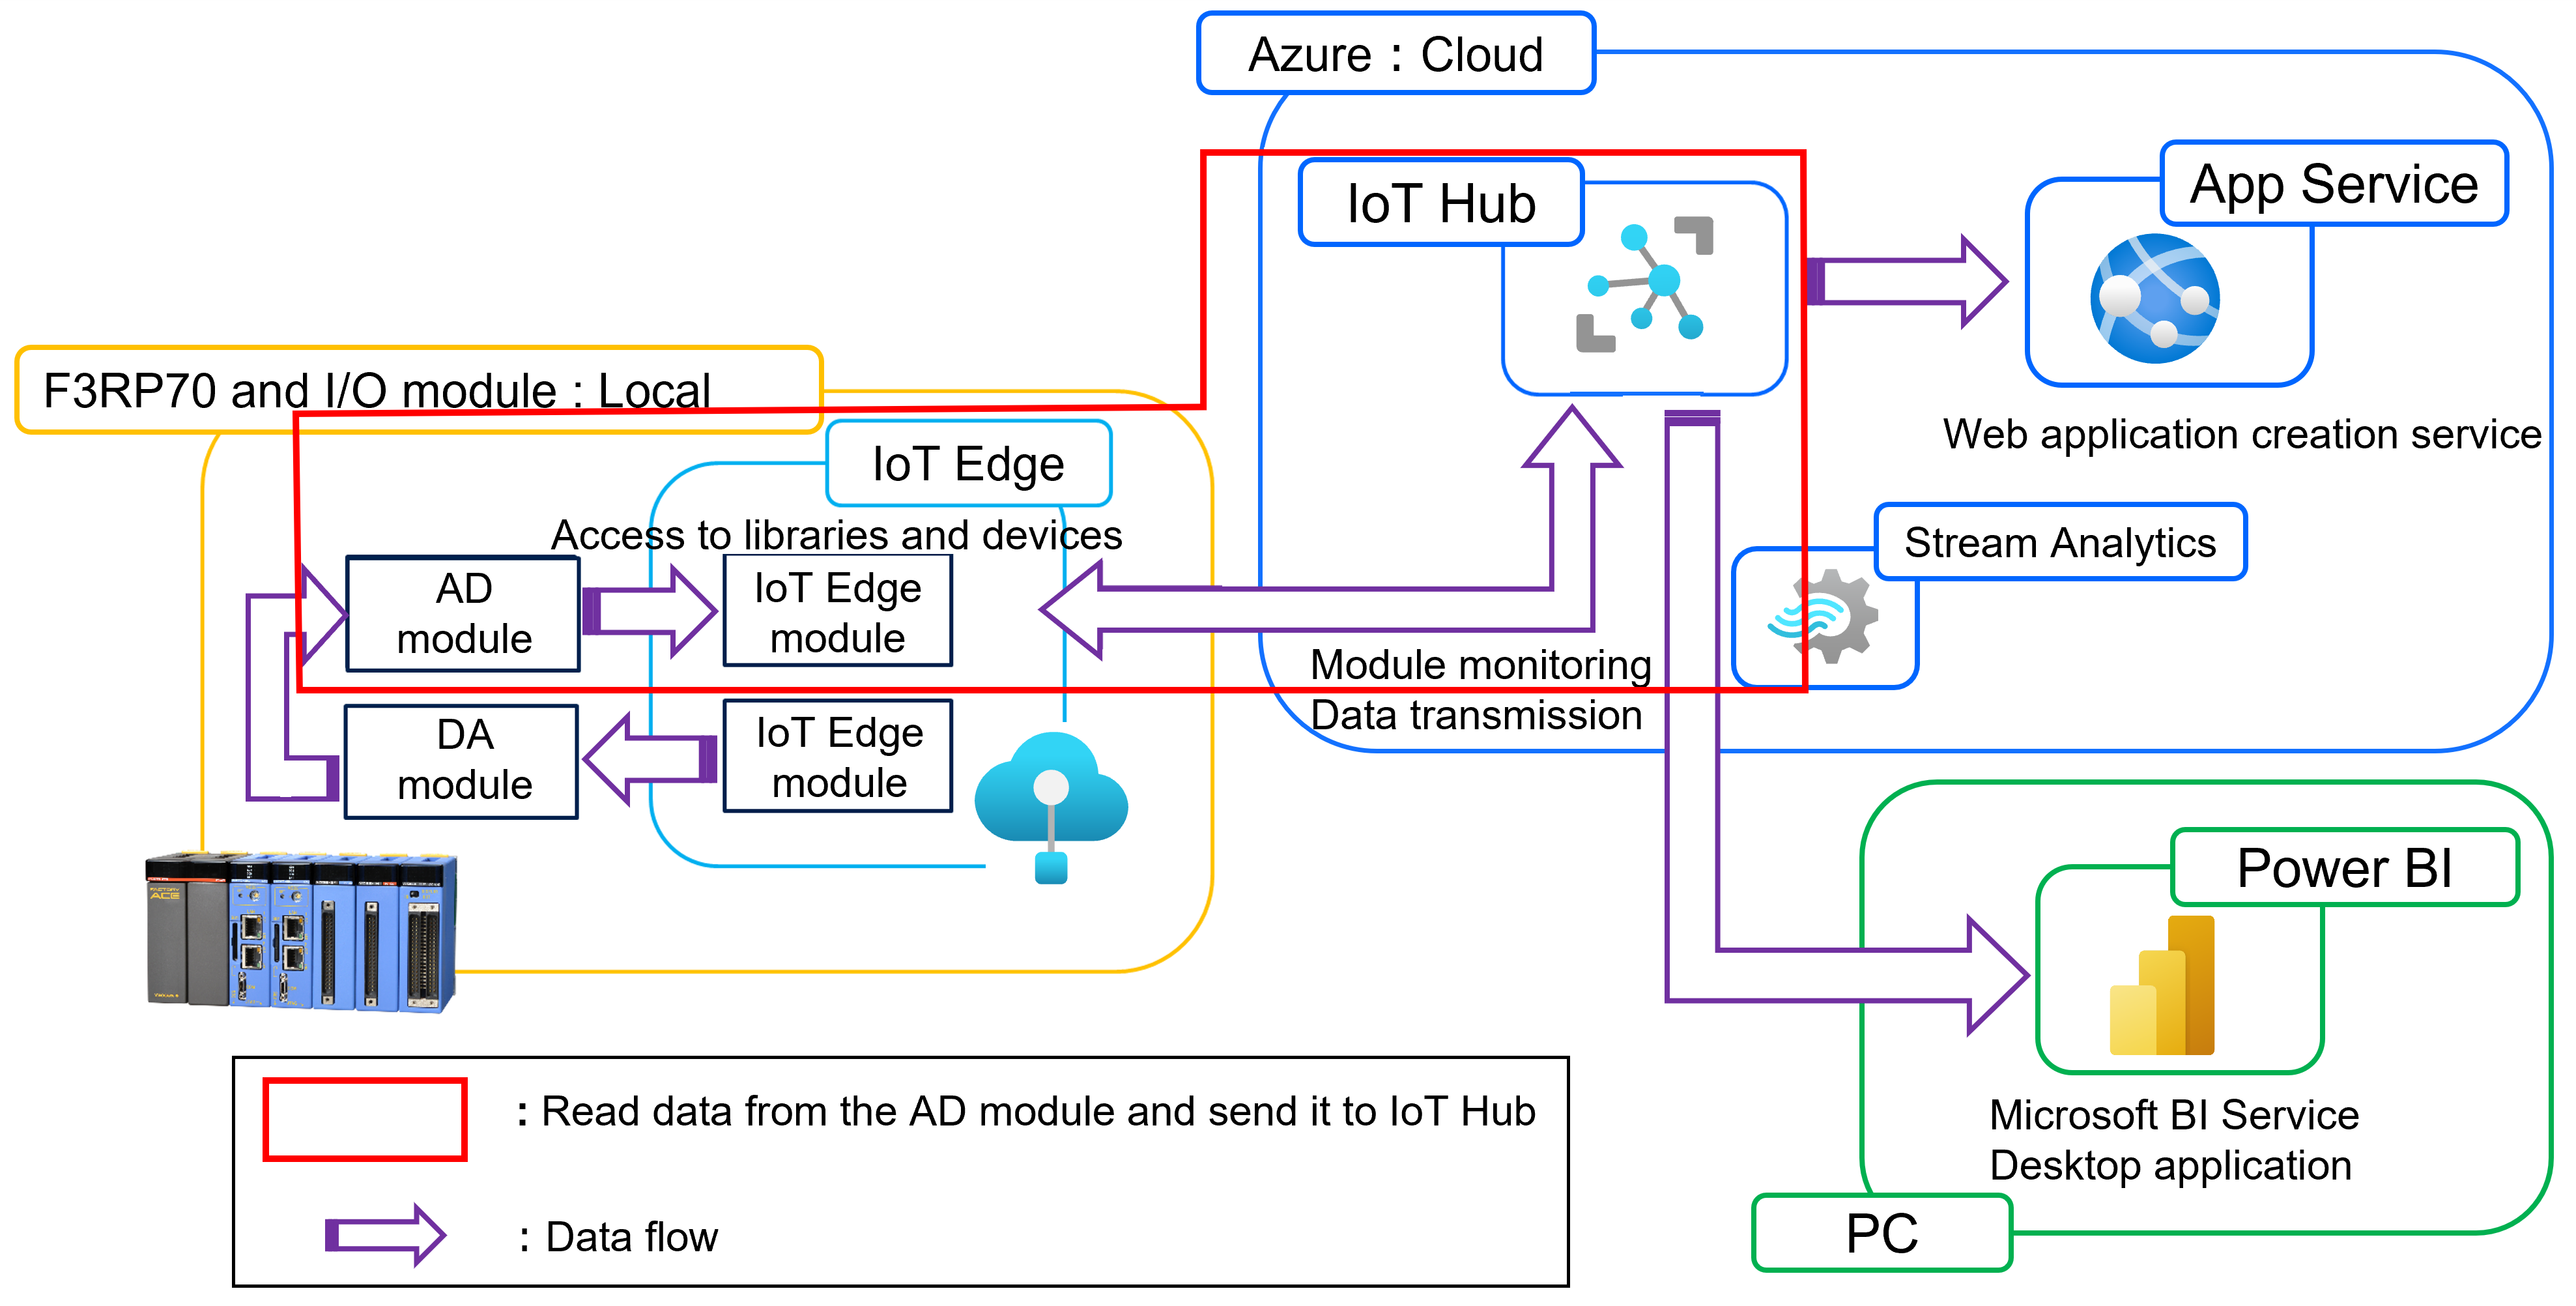 Azure : Cloud
IoT Hub
App Service
Web application creation service
F3RP70 and I/O module : Local
IoT Edge
Access to libraries and devices
AD
module
IoT Edge
module
Stream Analytics
Module monitoring
Data transmission
DA
module
IoT Edge
module
FACTORY
ACE
Power BI
Microsoft BI Service
Desktop application
PC
: Read data from the AD module and send it to IoT Hub
: Data flow